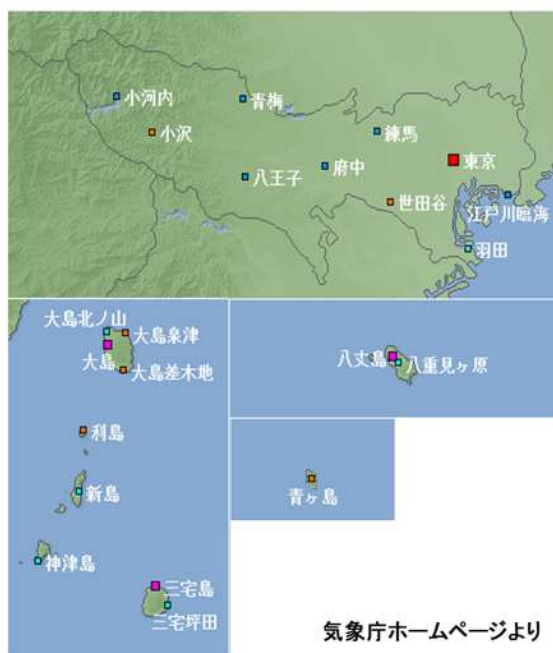 小河内
青梅
小沢
練馬
東京
八王子
府中
世田谷
江戸川臨海
羽田
大島北ノ山
大島泉津
大島
大島差木地
利島
新島
神津島
三宅島
三宅坪田
八丈島
八重見ヶ原
青ヶ島
気象庁ホームページより